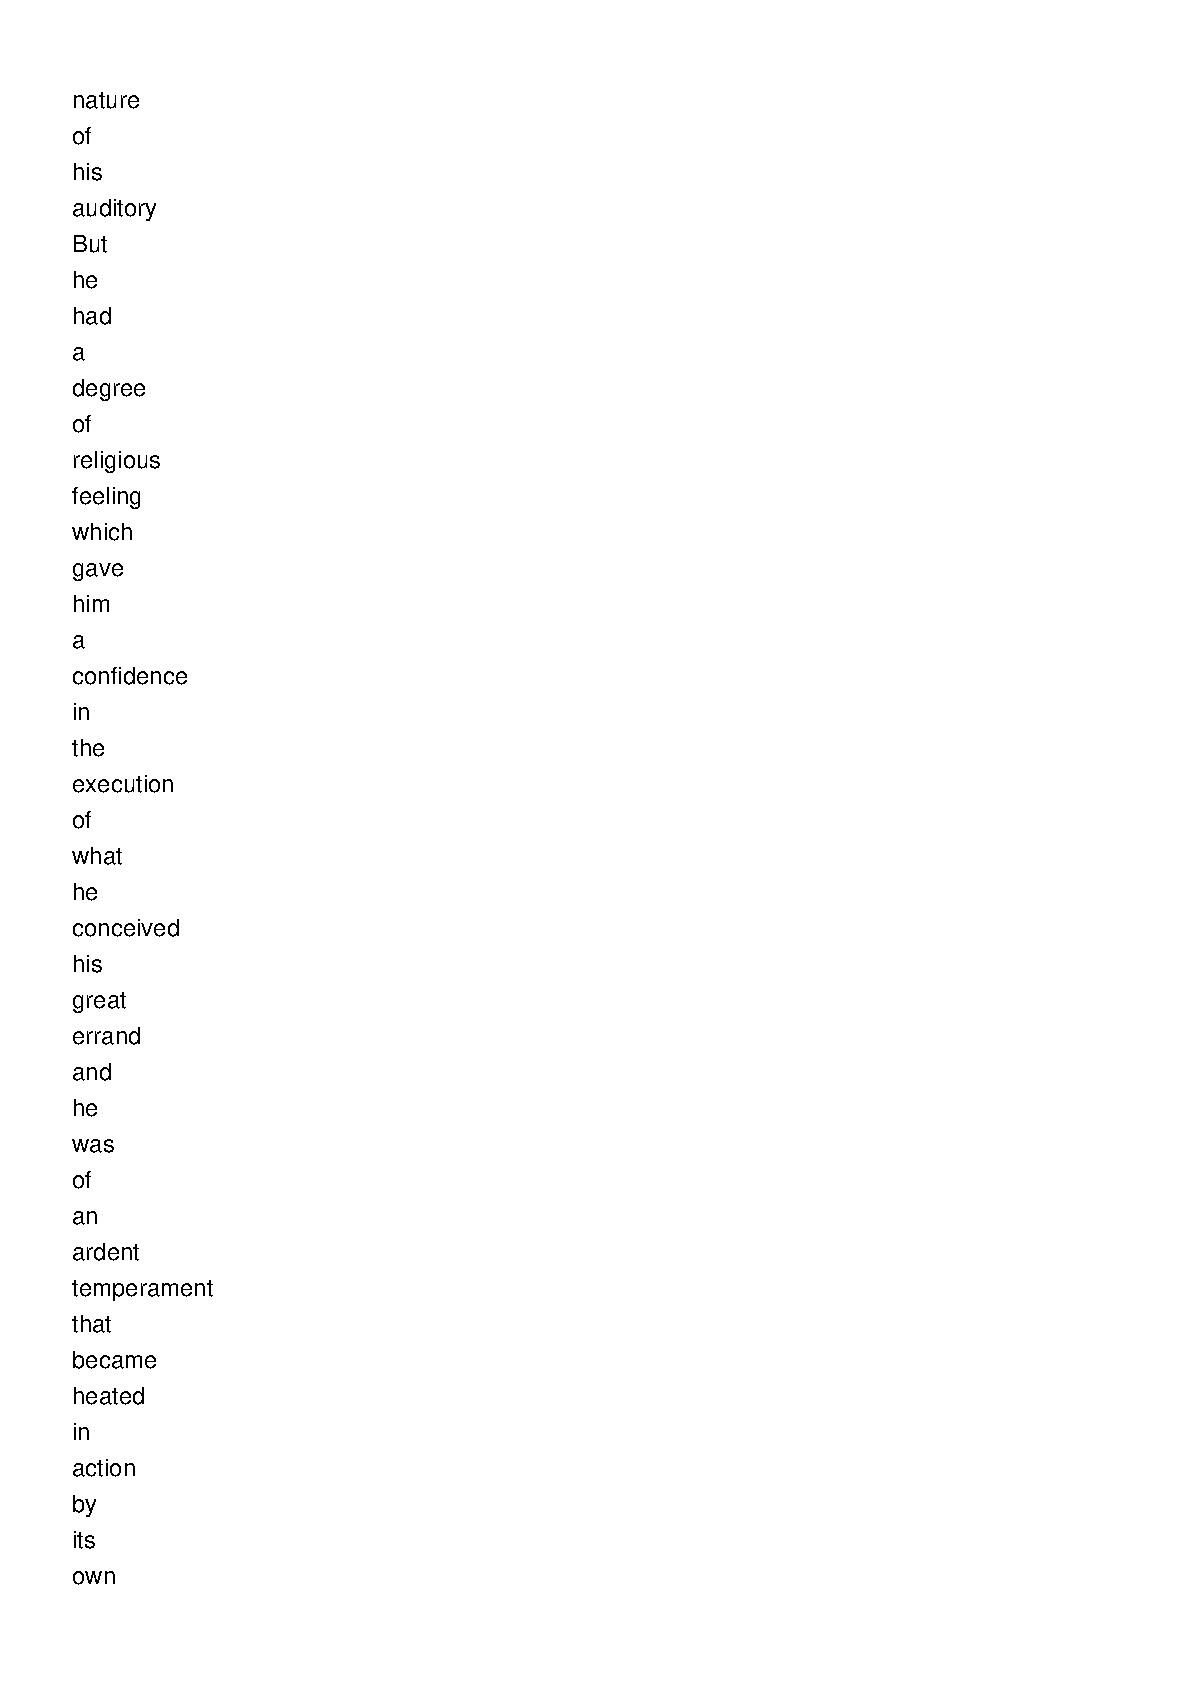 nature
of
his
auditory
But
he
had
a
degree
of
religious
feeling
which
gave
him
a
confidence
in
the
execution
of
what
he
conceived
his
great
errand
and
he
was
of
an
ardent
temperament
that
became
heated
in
action
by
its
own